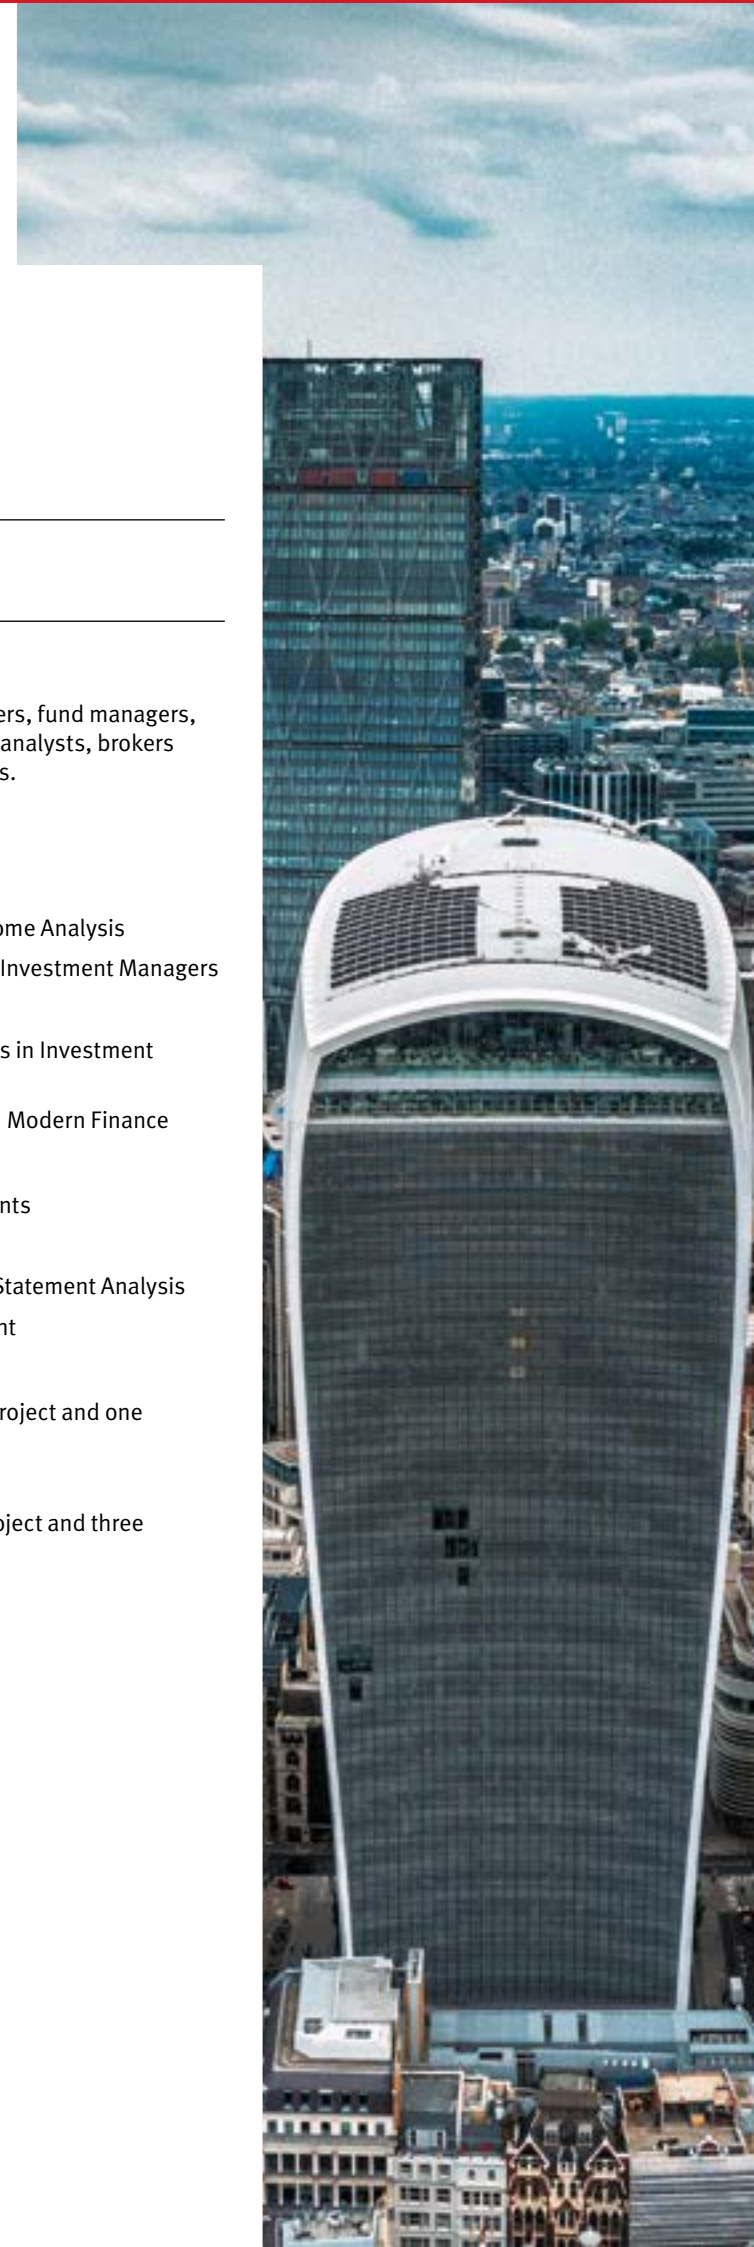 ers, fund managers,
analysts, brokers
s.
ome Analysis
Investment Managers
s in Investment
Modern Finance
nts
Statement Analysis
nt
roject and one
oject and three